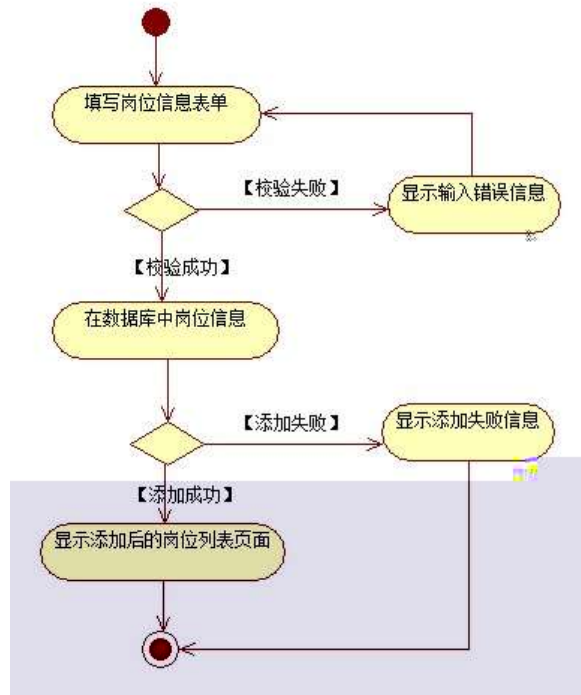 填写岗位信息表单
【校验失败】
显示输入错误信息
【校验成功】
在数据库中岗位信息
【添加失败】
显示添加失败信息
【添加成功】
显示添加后的岗位列表页面